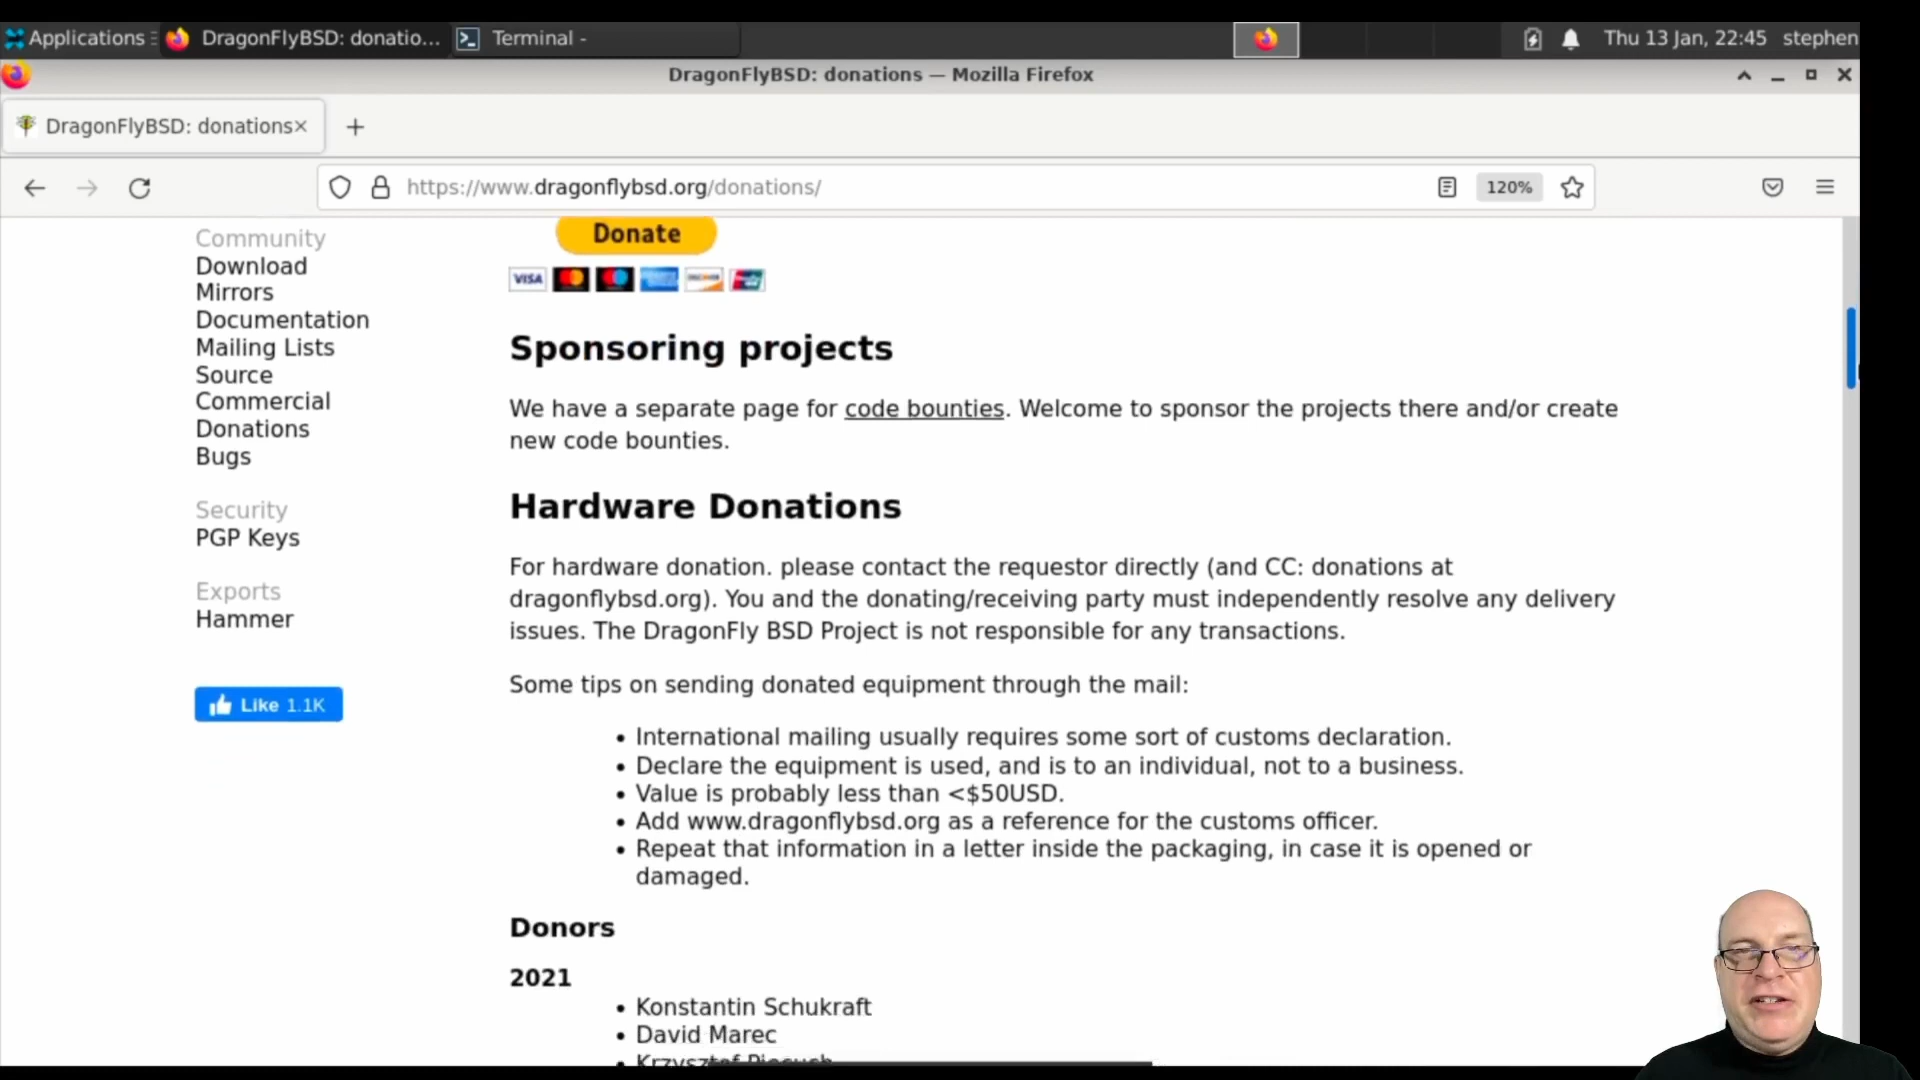 Applications
DragonFlyBSD: donatio...
Terminal -
Thu 13 Jan, 22:45
stephen
DragonFlyBSD: donations — Mozilla Firefox
DragonFlyBSD: donations
https://www.dragonflybsd.org/donations/
120%
Community
Download
Mirrors
Documentation
Mailing Lists
Source
Commercial
Donations
Bugs
Security
PGP Keys
Exports
Hammer
Like 1.1K
Donate
VISA
DISCOVER
Sponsoring projects
We have a separate page for code bounties. Welcome to sponsor the projects there and/or create
new code bounties.
Hardware Donations
For hardware donation. please contact the requestor directly (and CC: donations at
dragonflybsd.org). You and the donating/receiving party must independently resolve any delivery
issues. The DragonFly BSD Project is not responsible for any transactions.
Some tips on sending donated equipment through the mail:
• International mailing usually requires some sort of customs declaration.
• Declare the equipment is used, and is to an individual, not to a business.
• Value is probably less than <$50USD.
• Add www.dragonflybsd.org as a reference for the customs officer.
• Repeat that information in a letter inside the packaging, in case it is opened or
damaged.
Donors
2021
• Konstantin Schukraft
• David Marec